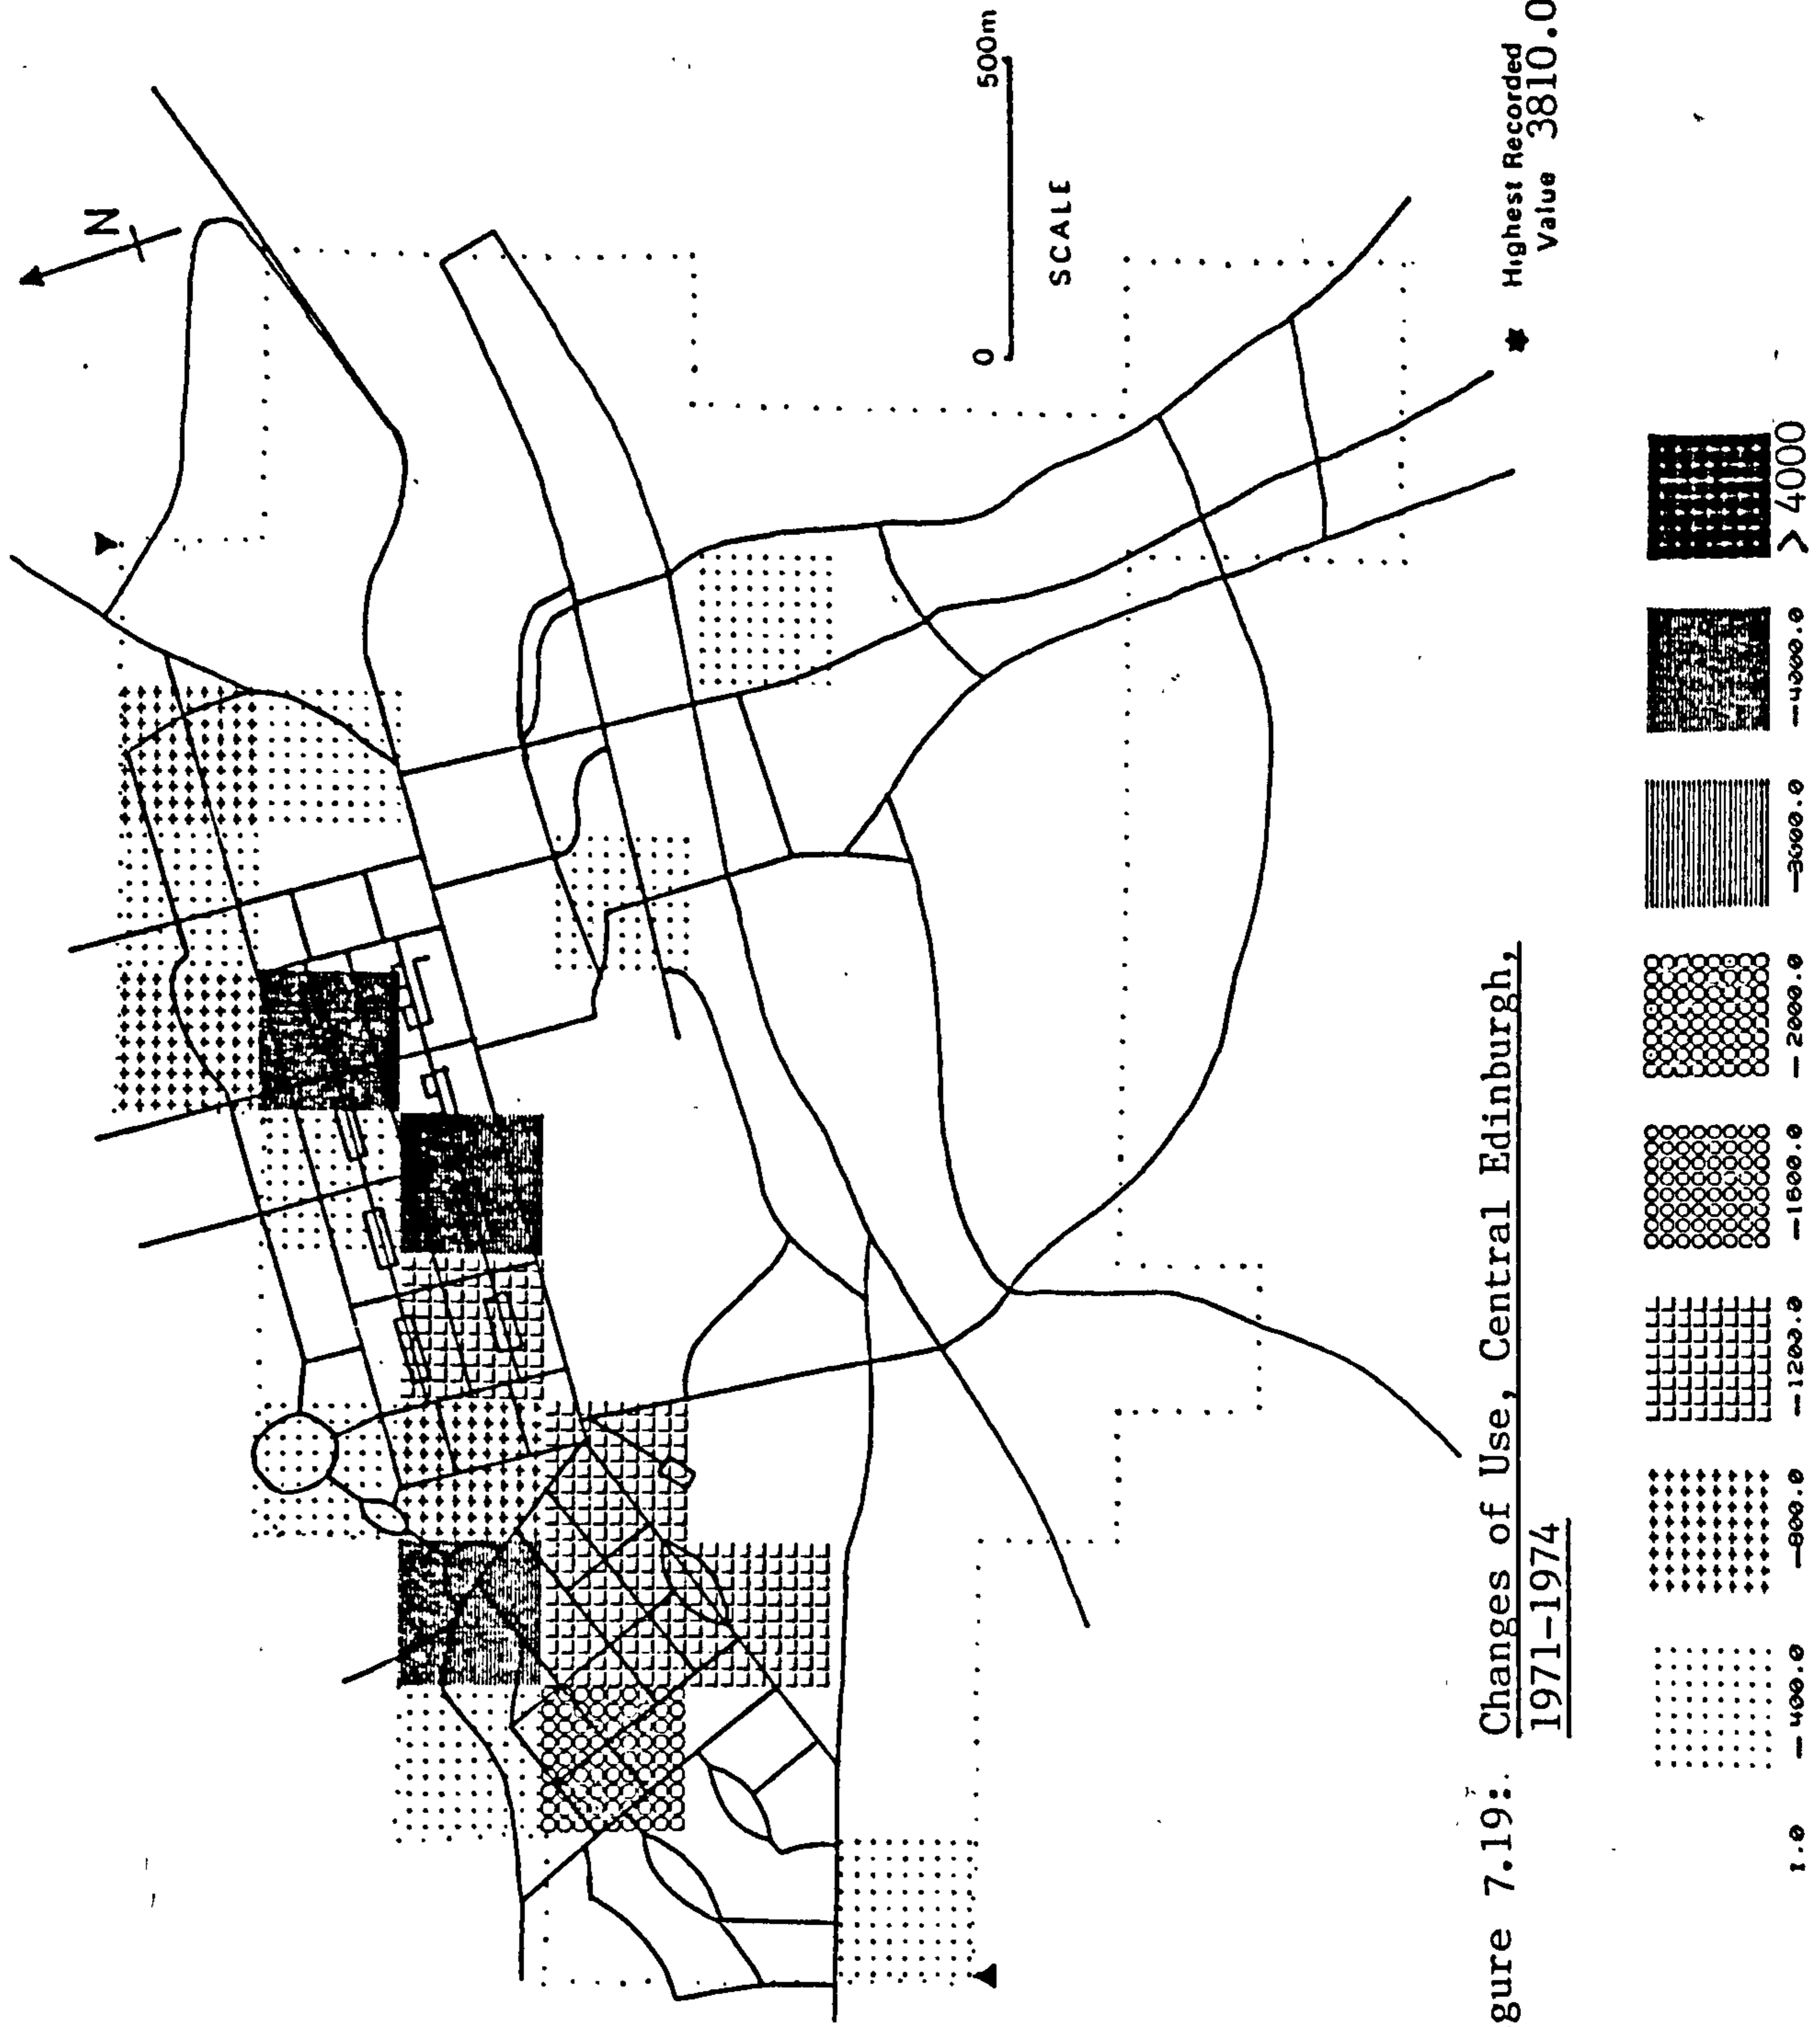 N
0 500m
SCALE
✱ Highest Recorded
Value 3810.0
gure 7.19: Changes of Use, Central Edinburgh,
1971-1974
1.0 -400.0 -800.0 -1200.0 -1600.0 -2000.0 -3000.0 -4000.0 > 4000